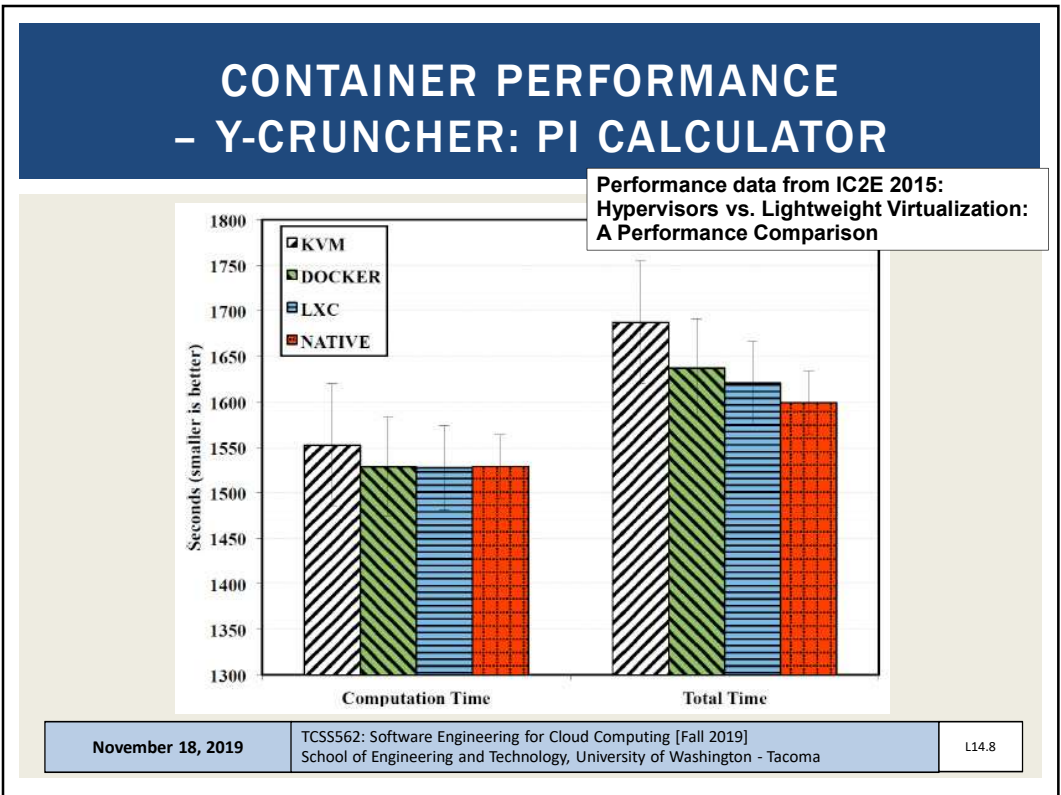 CONTAINER PERFORMANCE
– Y-CRUNCHER: PI CALCULATOR
Performance data from IC2E 2015:
Hypervisors vs. Lightweight Virtualization:
A Performance Comparison
1800
1750
1700
1650
1600
1550
1500
1450
1400
1350
1300
Seconds (smaller is better)
KVM
DOCKER
LXC
NATIVE
Computation Time
Total Time
November 18, 2019
TCSS562: Software Engineering for Cloud Computing [Fall 2019]
School of Engineering and Technology, University of Washington - Tacoma
L14.8